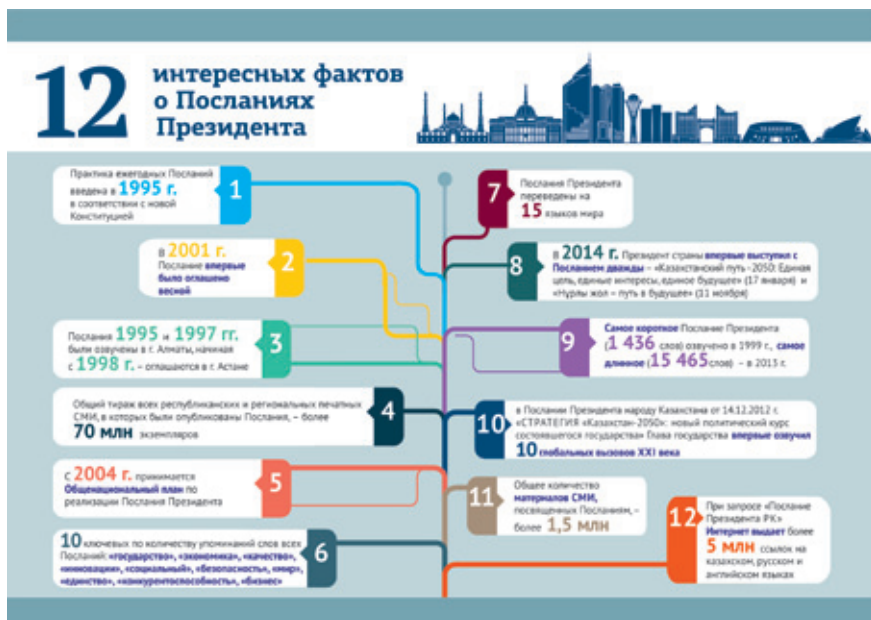 12
интересных фактов
о Посланиях
Президента
Практика ежегодных Посланий
введена в 1995 г.
в соответствии с новой
Конституцией
1
В 2001 г.
Послание впервые
было оглашено
весной
2
Послания 1995 и 1997 гг.
были озвучены в г. Алматы, начиная
с 1998 г. – оглашаются в г. Астане
3
Общий тираж всех республиканских и региональных печатных
СМИ, в которых были опубликованы Послания, – более
70 млн экземпляров
4
С 2004 г. принимается
Общенациональный план по
реализации Послания Президента
5
10 ключевых по количеству упоминаний слов всех
Посланий: «государство», «экономика», «качество»,
«инновации», «социальный», «безопасность», «мир»,
«единство», «конкурентоспособность», «бизнес»
6
7
Послания Президента
переведены на
15 языков мира
8
В 2014 г. Президент страны впервые выступил с
Посланием дважды – «Казахстанский путь -2050: Единая
цель, единые интересы, единое будущее» (17 января) и
«Нурлы жол – путь в будущее» (11 ноября)
9
Самое короткое Послание Президента
(1 436 слов) озвучено в 1999 г., самое
длинное (15 465 слов) – в 2013 г.
10
в Послании Президента народу Казахстана от 14.12.2012 г.
«СТРАТЕГИЯ «Казахстан-2050»: новый политический курс
состоявшегося государства» Глава государства впервые озвучил
10 глобальных вызовов XXI века
11
Общее количество
материалов СМИ,
посвященных Посланиям, –
более 1,5 млн
12
При запросе «Послание
Президента РК»
Интернет выдает более
5 млн ссылок на
казахском, русском и
английском языках